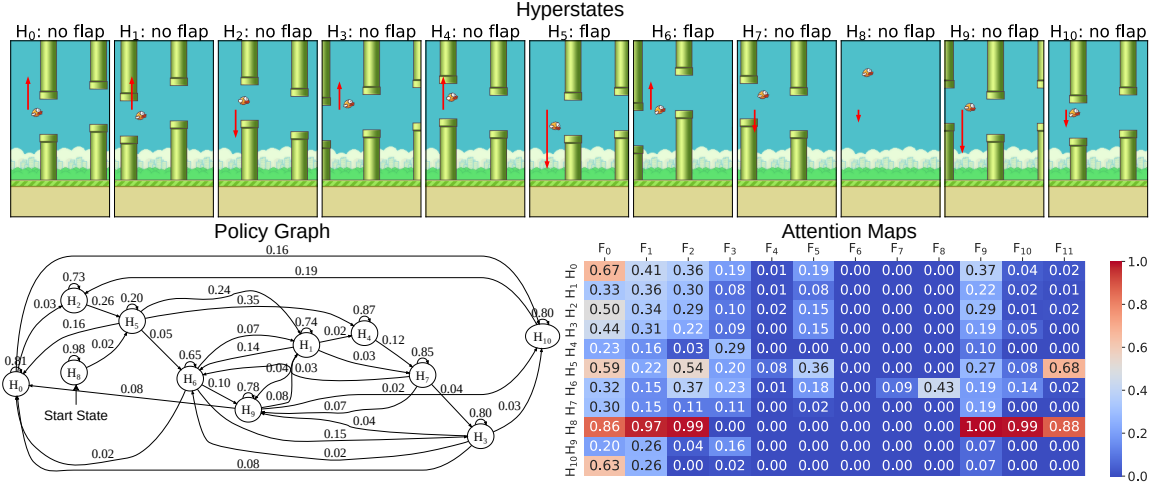 Hyperstates
H0: no flap H1: no flap H2: no flap H3: no flap H4: no flap H5: flap H6: flap H7: no flap H8: no flap H9: no flap H10: no flap
Policy Graph
0.16
0.19
0.73
H2
0.03
0.26
0.20
H5
0.24
0.35
0.16
0.02
0.05
0.81
H0
0.98
H8
Start State
0.08
0.65
H6
0.07
0.14
0.10
0.74
H1
0.02
0.87
H4
0.12
0.03
0.04
0.03
0.78
H9
0.08
0.85
H7
0.02
0.04
0.07
0.04
0.15
0.02
0.80
H3
0.03
0.80
H10
0.02
0.08
Attention Maps
F0 F1 F2 F3 F4 F5 F6 F7 F8 F9 F10 F11
H0 0.67 0.41 0.36 0.19 0.01 0.19 0.00 0.00 0.00 0.37 0.04 0.02
H1 0.33 0.36 0.30 0.08 0.01 0.08 0.00 0.00 0.00 0.22 0.02 0.01
H2 0.50 0.34 0.29 0.10 0.02 0.15 0.00 0.00 0.00 0.29 0.01 0.02
H3 0.44 0.31 0.22 0.09 0.00 0.15 0.00 0.00 0.00 0.19 0.05 0.00
H4 0.23 0.16 0.03 0.29 0.00 0.00 0.00 0.00 0.00 0.10 0.00 0.00
H5 0.59 0.22 0.54 0.20 0.08 0.36 0.00 0.00 0.00 0.27 0.08 0.68
H6 0.32 0.15 0.37 0.23 0.01 0.18 0.00 0.09 0.43 0.19 0.14 0.02
H7 0.30 0.15 0.11 0.11 0.00 0.02 0.00 0.00 0.00 0.19 0.00 0.00
H8 0.86 0.97 0.99 0.00 0.00 0.00 0.00 0.00 0.00 1.00 0.99 0.88
H9 0.20 0.26 0.04 0.16 0.00 0.00 0.00 0.00 0.00 0.07 0.00 0.00
H10 0.63 0.26 0.00 0.02 0.00 0.00 0.00 0.00 0.00 0.07 0.00 0.00
1.0
0.8
0.6
0.4
0.2
0.0